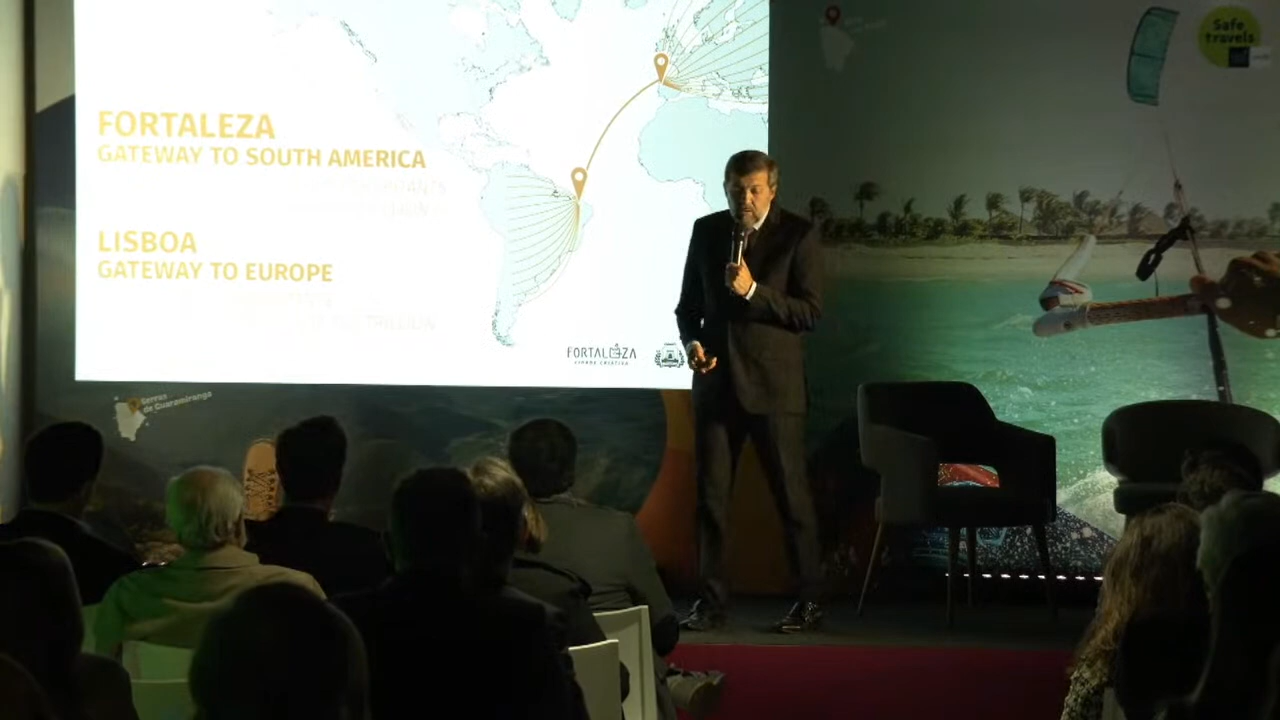 FORTALEZA
GATEWAY TO SOUTH AMERICA
LISBOA
GATEWAY TO EUROPE
FORTALEZA
Serras
de Guaramiranga
Safe
Travels